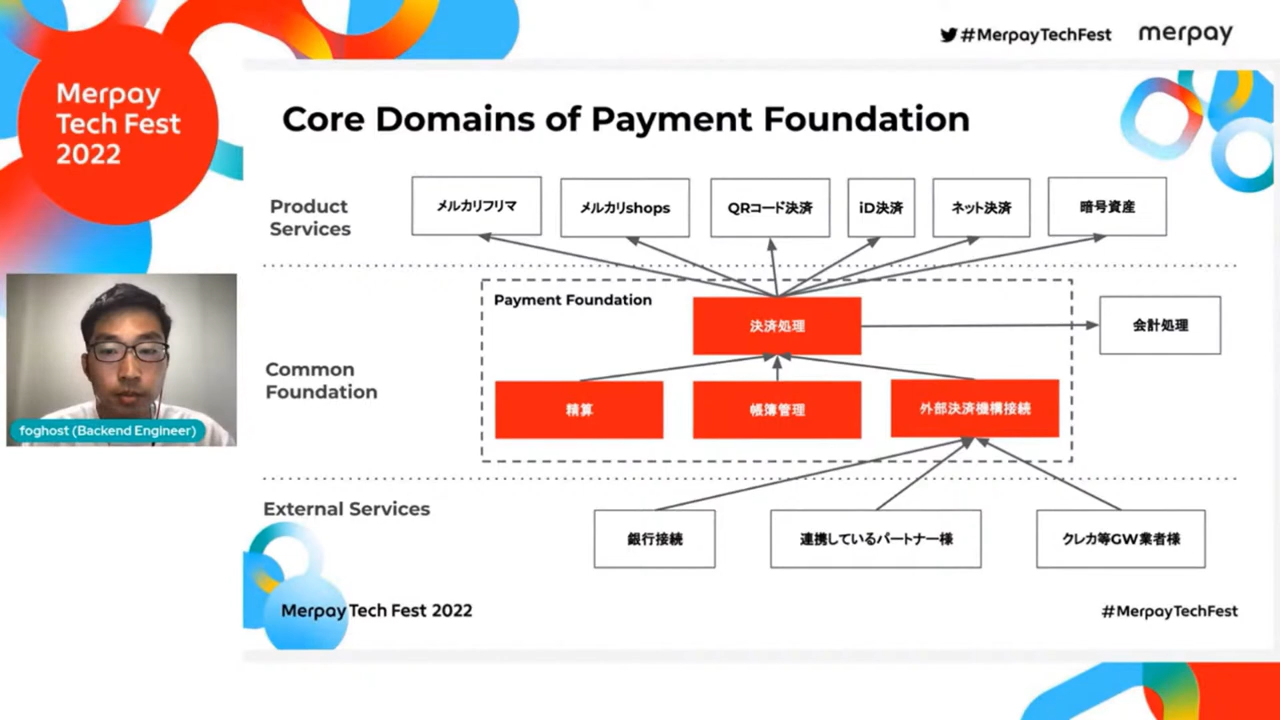 #MerpayTechFest
merpay
Merpay
Tech Fest
2022
Core Domains of Payment Foundation
Product
Services
メルカリフリマ
メルカリshops
QRコード決済
iD決済
ネット決済
暗号資産
Payment Foundation
決済処理
会計処理
Common
Foundation
精算
帳簿管理
外部決済機構接続
foghost (Backend Engineer)
External Services
銀行接続
連携しているパートナー様
クレカ等GW業者様
Merpay Tech Fest 2022
#MerpayTechFest